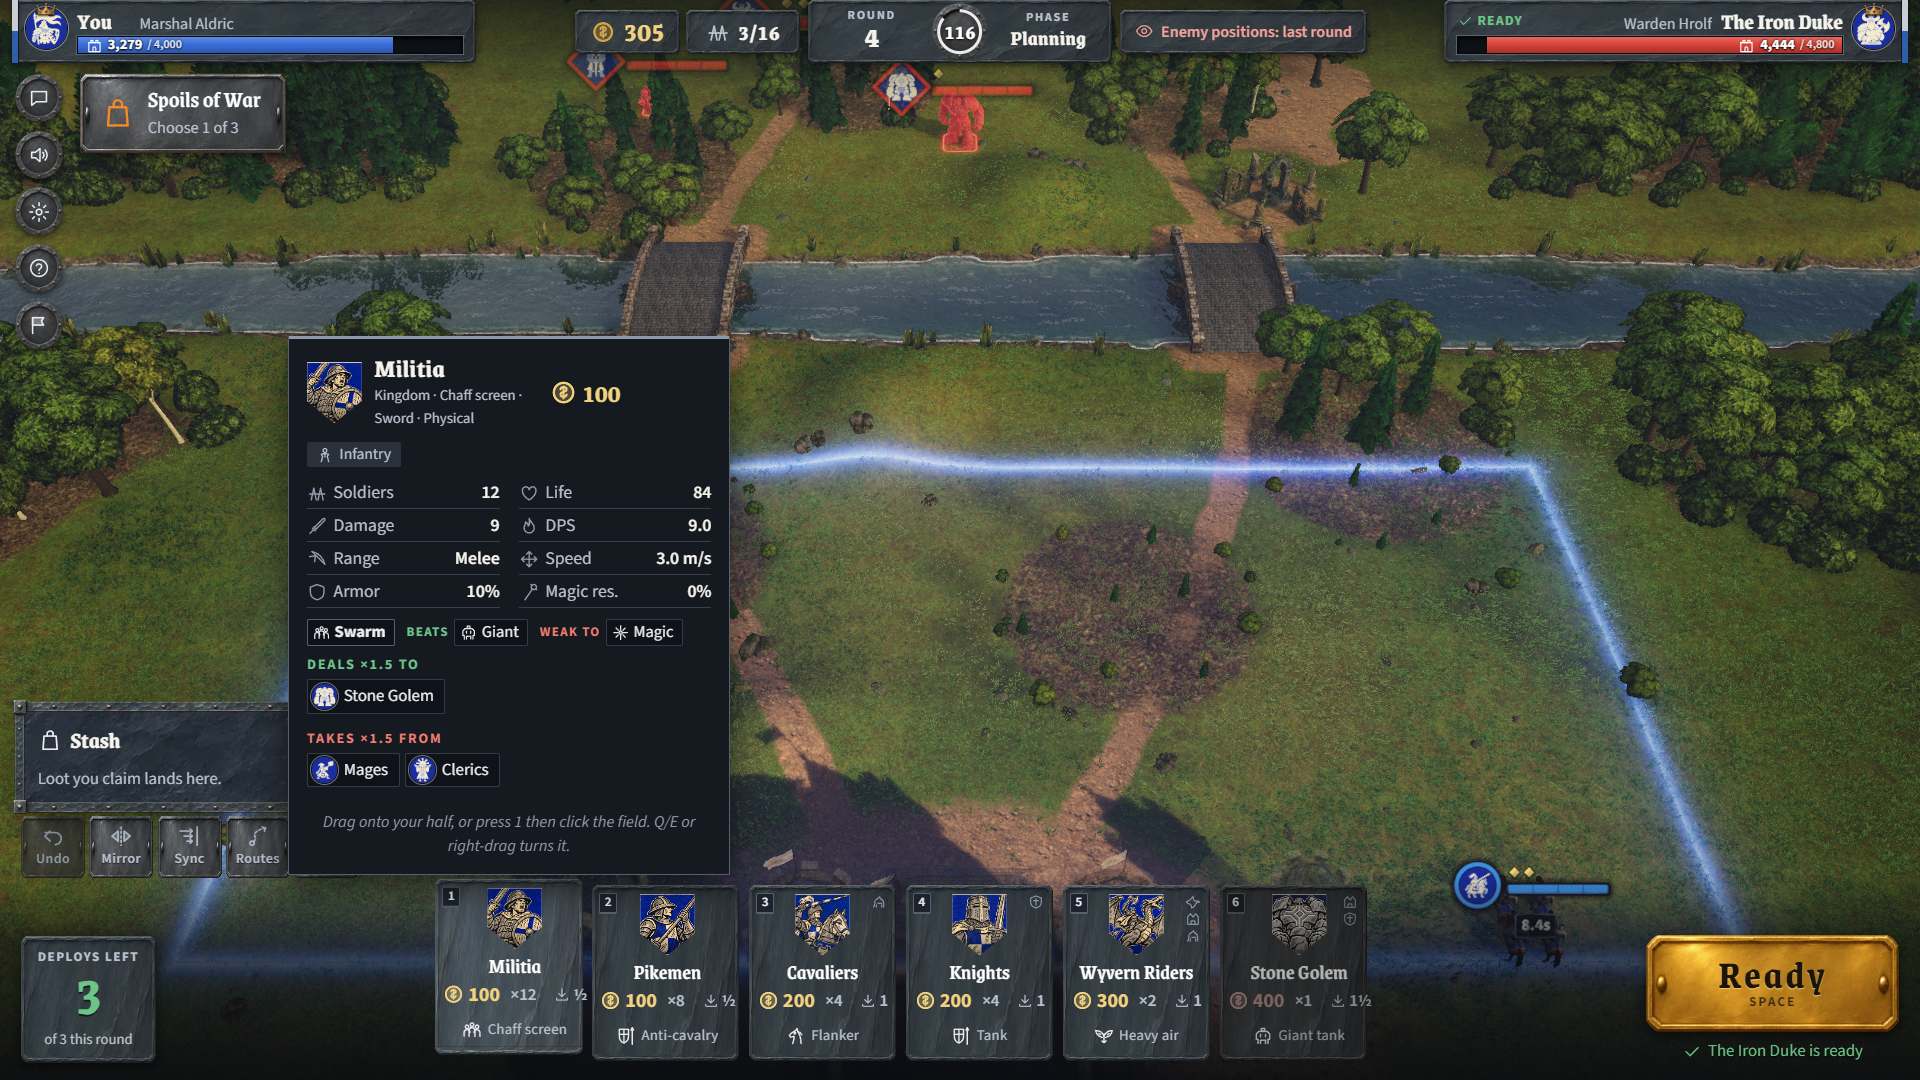 You Marshal Aldric
3,279 / 4,000
305
3/16
ROUND
4
116
PHASE
Planning
Enemy positions: last round
READY
Warden Hrolf The Iron Duke
4,444 / 4,800
Spoils of War
Choose 1 of 3
Militia
Kingdom · Chaff screen ·
Sword · Physical
100
Infantry
Soldiers 12 Life 84
Damage 9 DPS 9.0
Range Melee Speed 3.0 m/s
Armor 10% Magic res. 0%
Swarm BEATS Giant WEAK TO Magic
DEALS ×1.5 TO
Stone Golem
TAKES ×1.5 FROM
Mages Clerics
Drag onto your half, or press 1 then click the field. Q/E or
right-drag turns it.
Stash
Loot you claim lands here.
Undo Mirror Sync Routes
DEPLOYS LEFT
3
of 3 this round
1
Militia
100 ×12 ½
Chaff screen
2
Pikemen
100 ×8 ½
Anti-cavalry
3
Cavaliers
200 ×4 1
Flanker
4
Knights
200 ×4 1
Tank
5
Wyvern Riders
300 ×2 1
Heavy air
6
Stone Golem
400 ×1 1½
Giant tank
8.4s
Ready
SPACE
The Iron Duke is ready